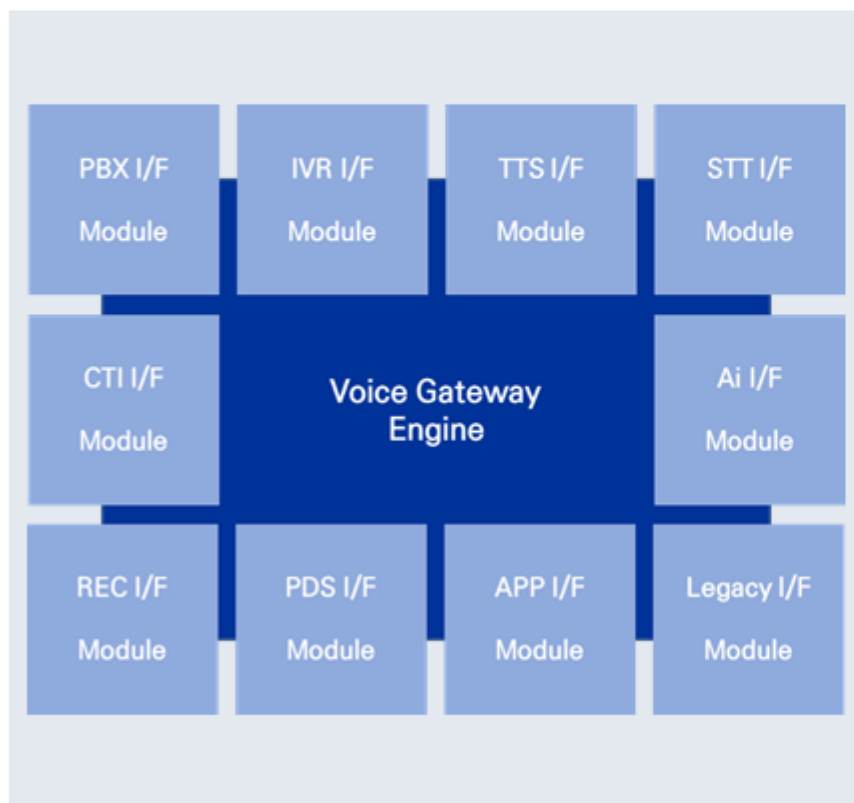 PBX I/F
Module
IVR I/F
Module
TTS I/F
Module
STT I/F
Module
CTI I/F
Module
Voice Gateway
Engine
Ai I/F
Module
REC I/F
Module
PDS I/F
Module
APP I/F
Module
Legacy I/F
Module